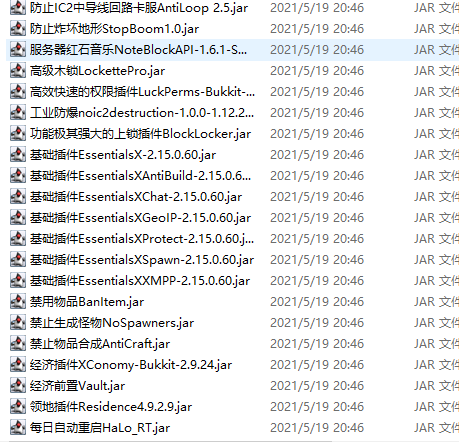 防止IC2中导线回路卡服AntiLoop 2.5.jar 2021/5/19 20:46 JAR 文件
防止炸坏地形StopBoom1.0.jar 2021/5/19 20:46 JAR 文件
服务器红石音乐NoteBlockAPI-1.6.1-S... 2021/5/19 20:46 JAR 文件
高级木锁LockettePro.jar 2021/5/19 20:46 JAR 文件
高效快速的权限插件LuckPerms-Bukkit-... 2021/5/19 20:46 JAR 文件
工业防爆noic2destruction-1.0.0-1.12.2... 2021/5/19 20:46 JAR 文件
功能极其强大的上锁插件BlockLocker.jar 2021/5/19 20:46 JAR 文件
基础插件EssentialsX-2.15.0.60.jar 2021/5/19 20:46 JAR 文件
基础插件EssentialsXAntiBuild-2.15.0.6... 2021/5/19 20:46 JAR 文件
基础插件EssentialsXChat-2.15.0.60.jar 2021/5/19 20:46 JAR 文件
基础插件EssentialsXGeoIP-2.15.0.60.jar 2021/5/19 20:46 JAR 文件
基础插件EssentialsXProtect-2.15.0.60.j... 2021/5/19 20:46 JAR 文件
基础插件EssentialsXSpawn-2.15.0.60.jar 2021/5/19 20:46 JAR 文件
基础插件EssentialsXXMPP-2.15.0.60.jar 2021/5/19 20:46 JAR 文件
禁用物品BanItem.jar 2021/5/19 20:46 JAR 文件
禁止生成怪物NoSpawners.jar 2021/5/19 20:46 JAR 文件
禁止物品合成AntiCraft.jar 2021/5/19 20:46 JAR 文件
经济插件XConomy-Bukkit-2.9.24.jar 2021/5/19 20:46 JAR 文件
经济前置Vault.jar 2021/5/19 20:46 JAR 文件
领地插件Residence4.9.2.9.jar 2021/5/19 20:46 JAR 文件
每日自动重启HaLo_RT.jar 2021/5/19 20:46 JAR 文件